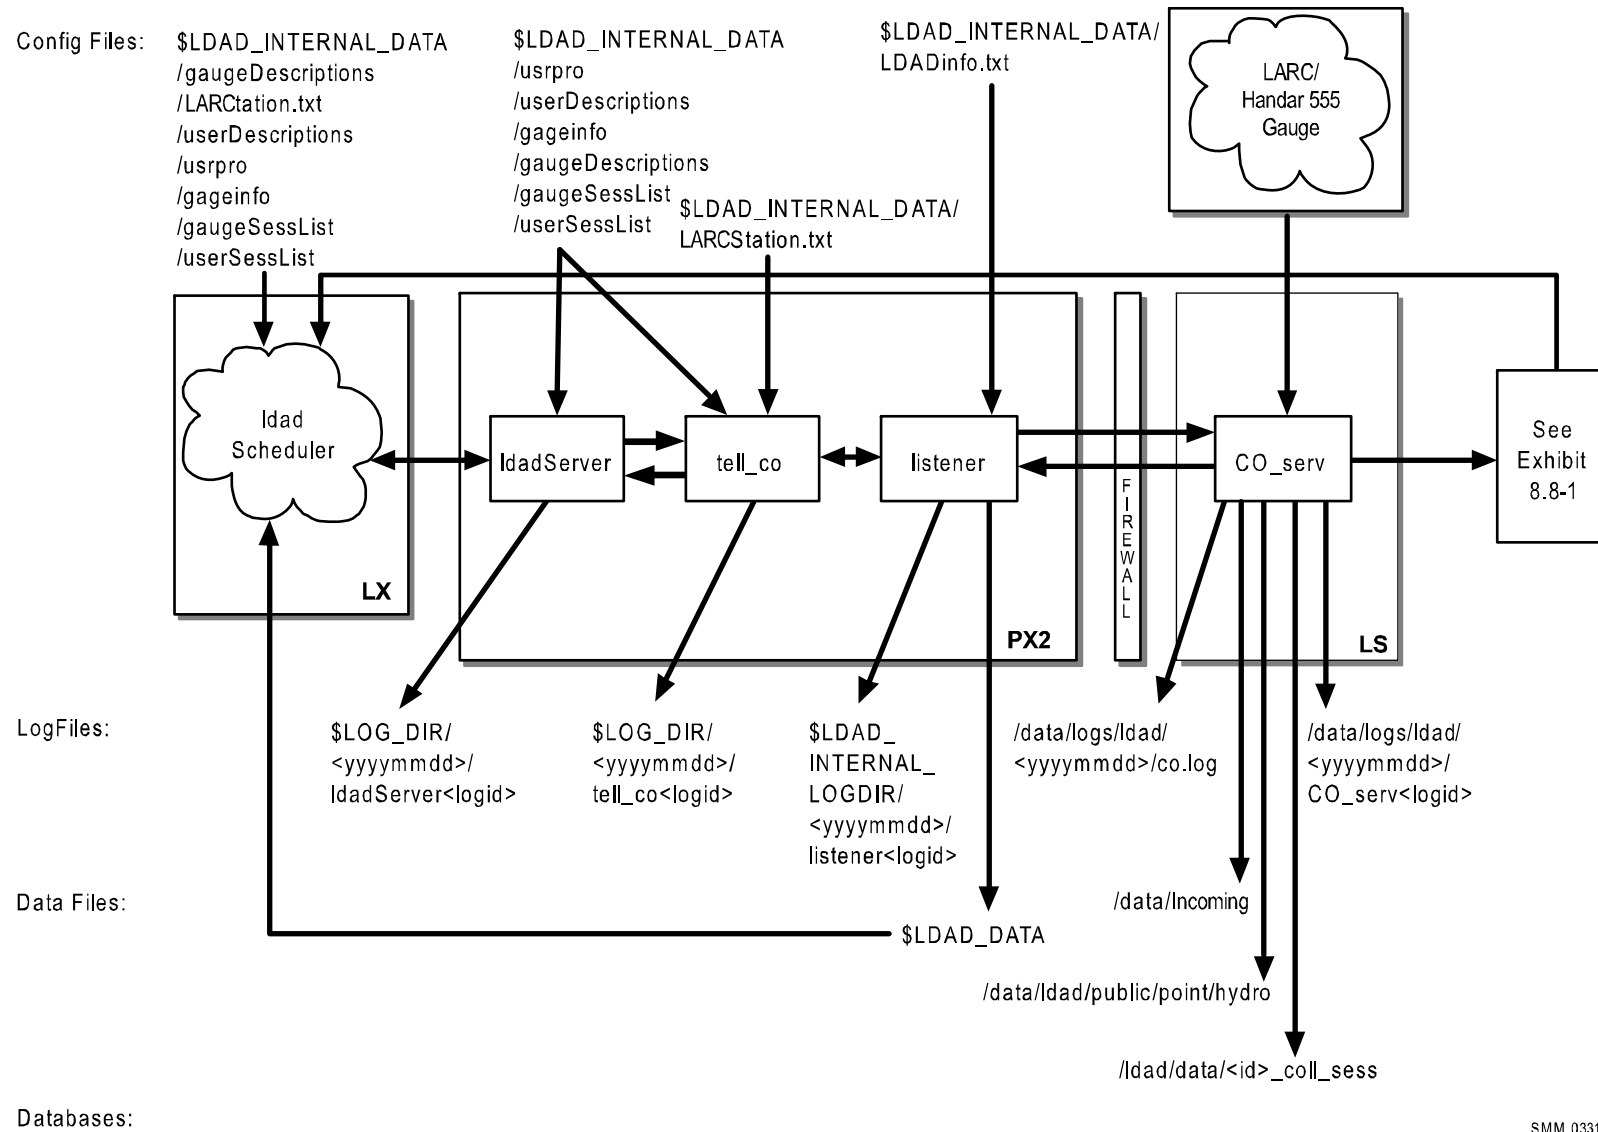 Config Files:
$LDAD_INTERNAL_DATA
/gaugeDescriptions
/LARCtation.txt
/userDescriptions
/usrpro
/gageinfo
/gaugeSessList
/userSessList
$LDAD_INTERNAL_DATA
/usrpro
/userDescriptions
/gageinfo
/gaugeDescriptions
/gaugeSessList
/userSessList
$LDAD_INTERNAL_DATA/
LARCStation.txt
$LDAD_INTERNAL_DATA/
LDADinfo.txt
LARC/
Handar 555
Gauge
ldad
Scheduler
LX
ldadServer
tell_co
listener
PX2
FIREWALL
CO_serv
LS
See
Exhibit
8.8-1
LogFiles:
$LOG_DIR/
<yyyymmdd>/
ldadServer<logid>
$LOG_DIR/
<yyyymmdd>/
tell_co<logid>
$LDAD_
INTERNAL_
LOGDIR/
<yyyymmdd>/
listener<logid>
/data/logs/ldad/
<yyyymmdd>/co.log
/data/logs/ldad/
<yyyymmdd>/
CO_serv<logid>
Data Files:
$LDAD_DATA
/data/Incoming
/data/ldad/public/point/hydro
/ldad/data/<id>_coll_sess
Databases:
SMM_0331